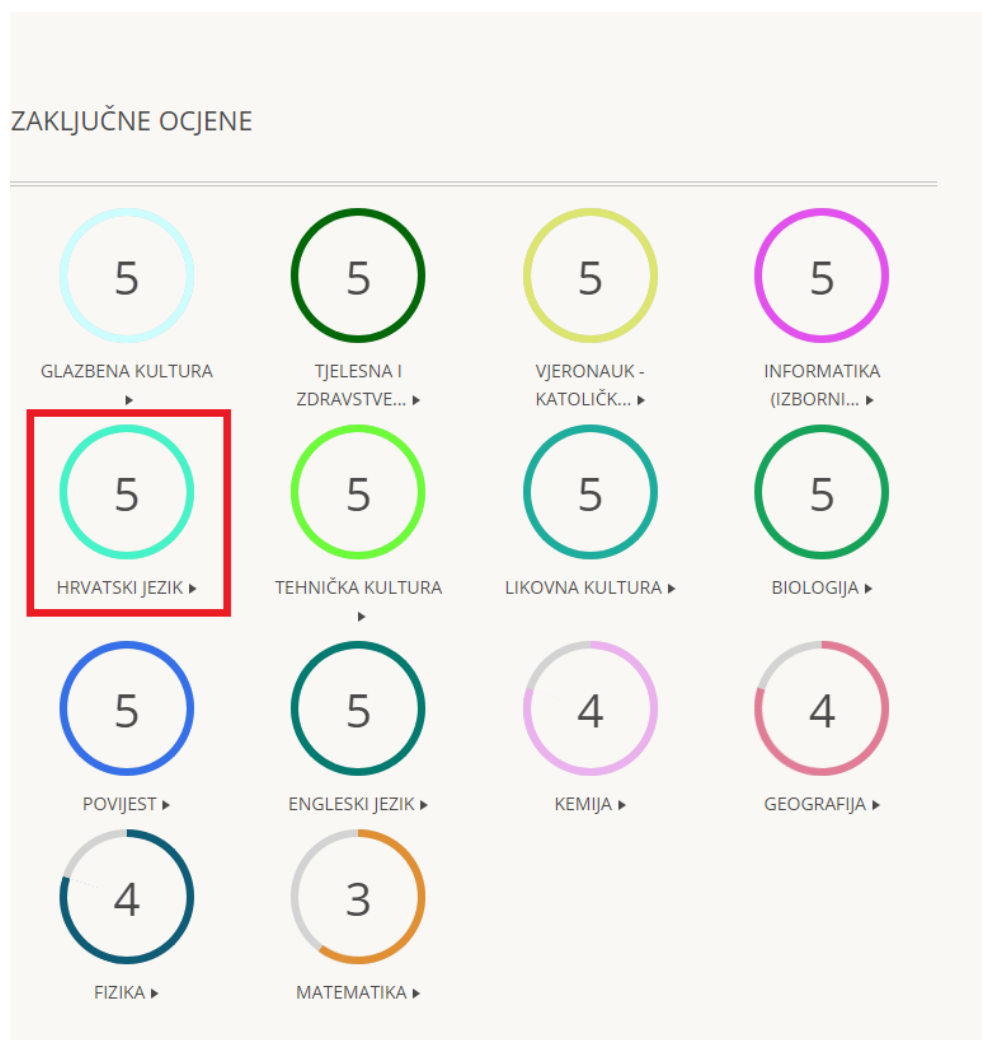 ZAKLJUČNE OCJENE
5
5
5
5
GLAZBENA KULTURA
▸
TJELESNA I
ZDRAVSTVE... ▸
VJERONAUK -
KATOLIČK... ▸
INFORMATIKA
(IZBORNI... ▸
5
5
5
5
HRVATSKI JEZIK ▸
TEHNIČKA KULTURA
▸
LIKOVNA KULTURA ▸
BIOLOGIJA ▸
5
5
4
4
POVIJEST ▸
ENGLESKI JEZIK ▸
KEMIJA ▸
GEOGRAFIJA ▸
4
3
FIZIKA ▸
MATEMATIKA ▸